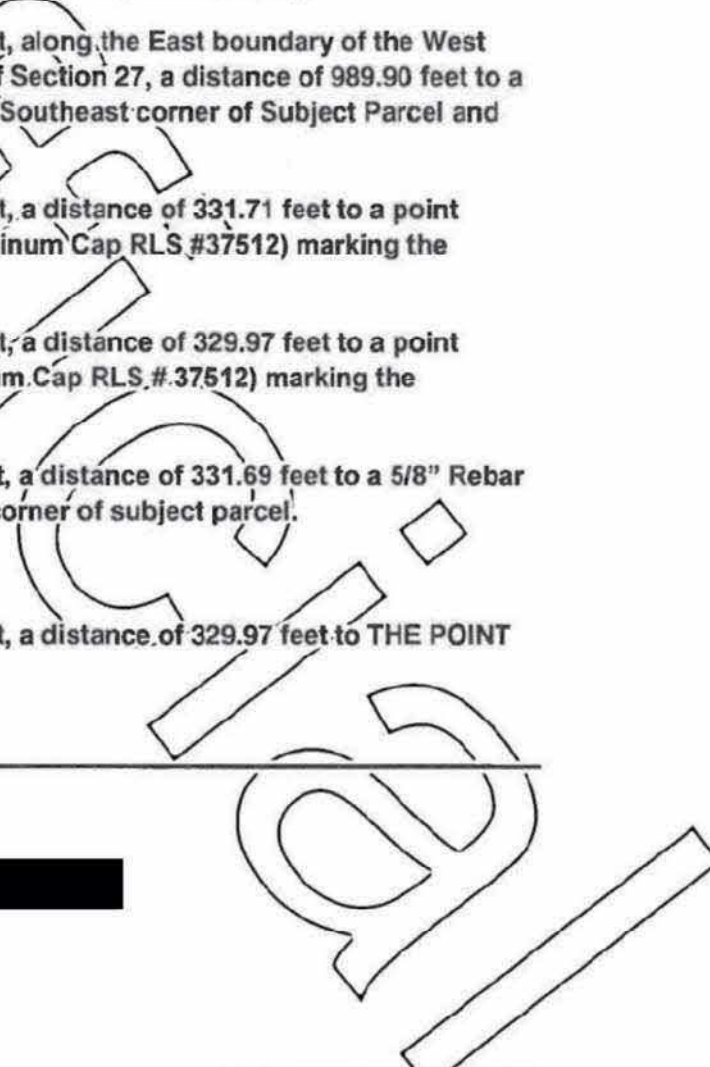 t, along the East boundary of the West
f Section 27, a distance of 989.90 feet to a
Southeast corner of Subject Parcel and
t, a distance of 331.71 feet to a point
inum Cap RLS #37512) marking the
t, a distance of 329.97 feet to a point
m Cap RLS # 37512) marking the
t, a distance of 331.69 feet to a 5/8" Rebar
corner of subject parcel.
t, a distance of 329.97 feet to THE POINT
cial